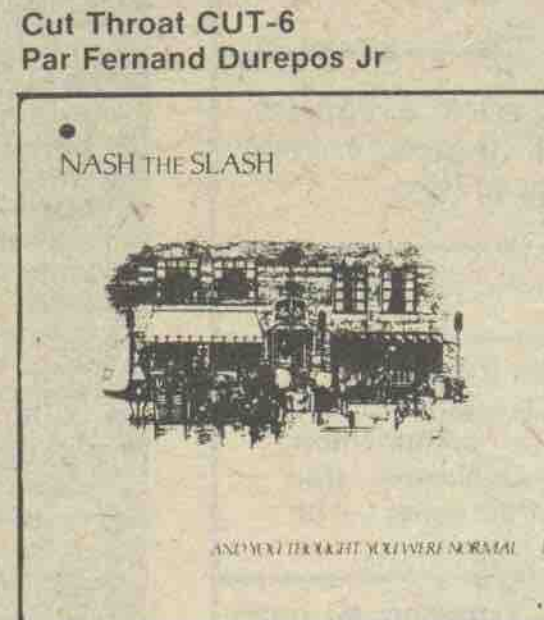 Cut Throat CUT-6
Par Fernand Durepos Jr
NASH THE SLASH
AND YOU THOUGHT YOU WERE NORMAL